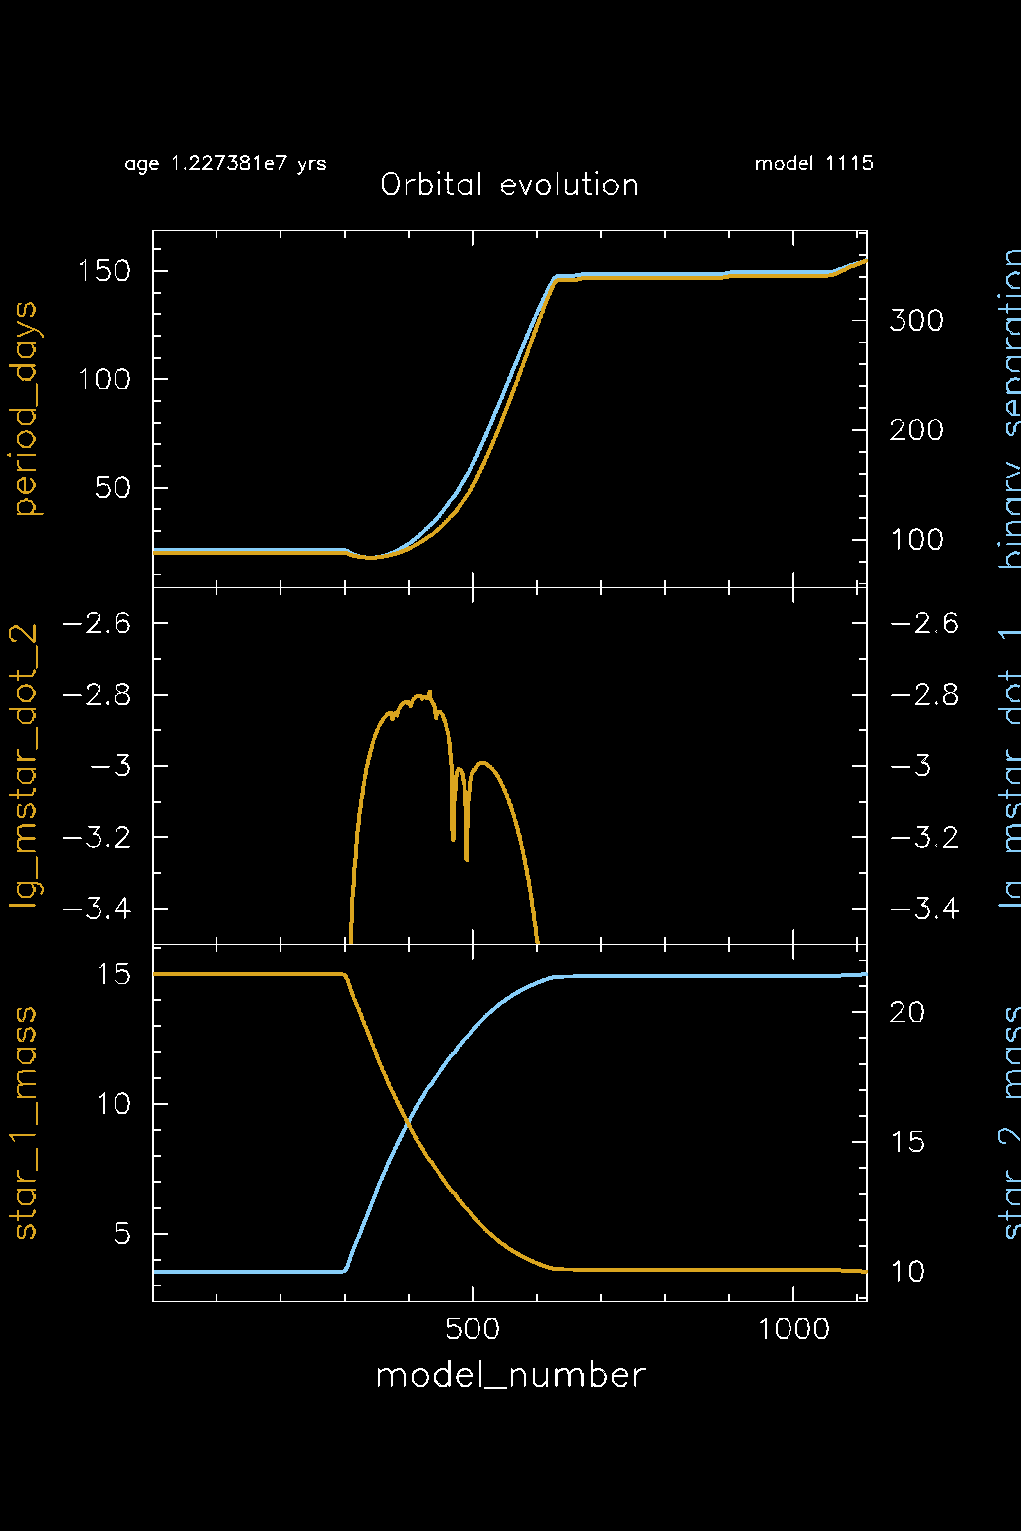 age 1.227381e7 yrs
model 1115
Orbital evolution
period_days
150
100
50
300
200
100
binary separation
lg_mstar_dot_2
−2.6
−2.8
−3
−3.2
−3.4
−2.6
−2.8
−3
−3.2
−3.4
lg_mstar_dot_1
star_1_mass
15
10
5
20
15
10
star_2_mass
500
1000
model_number